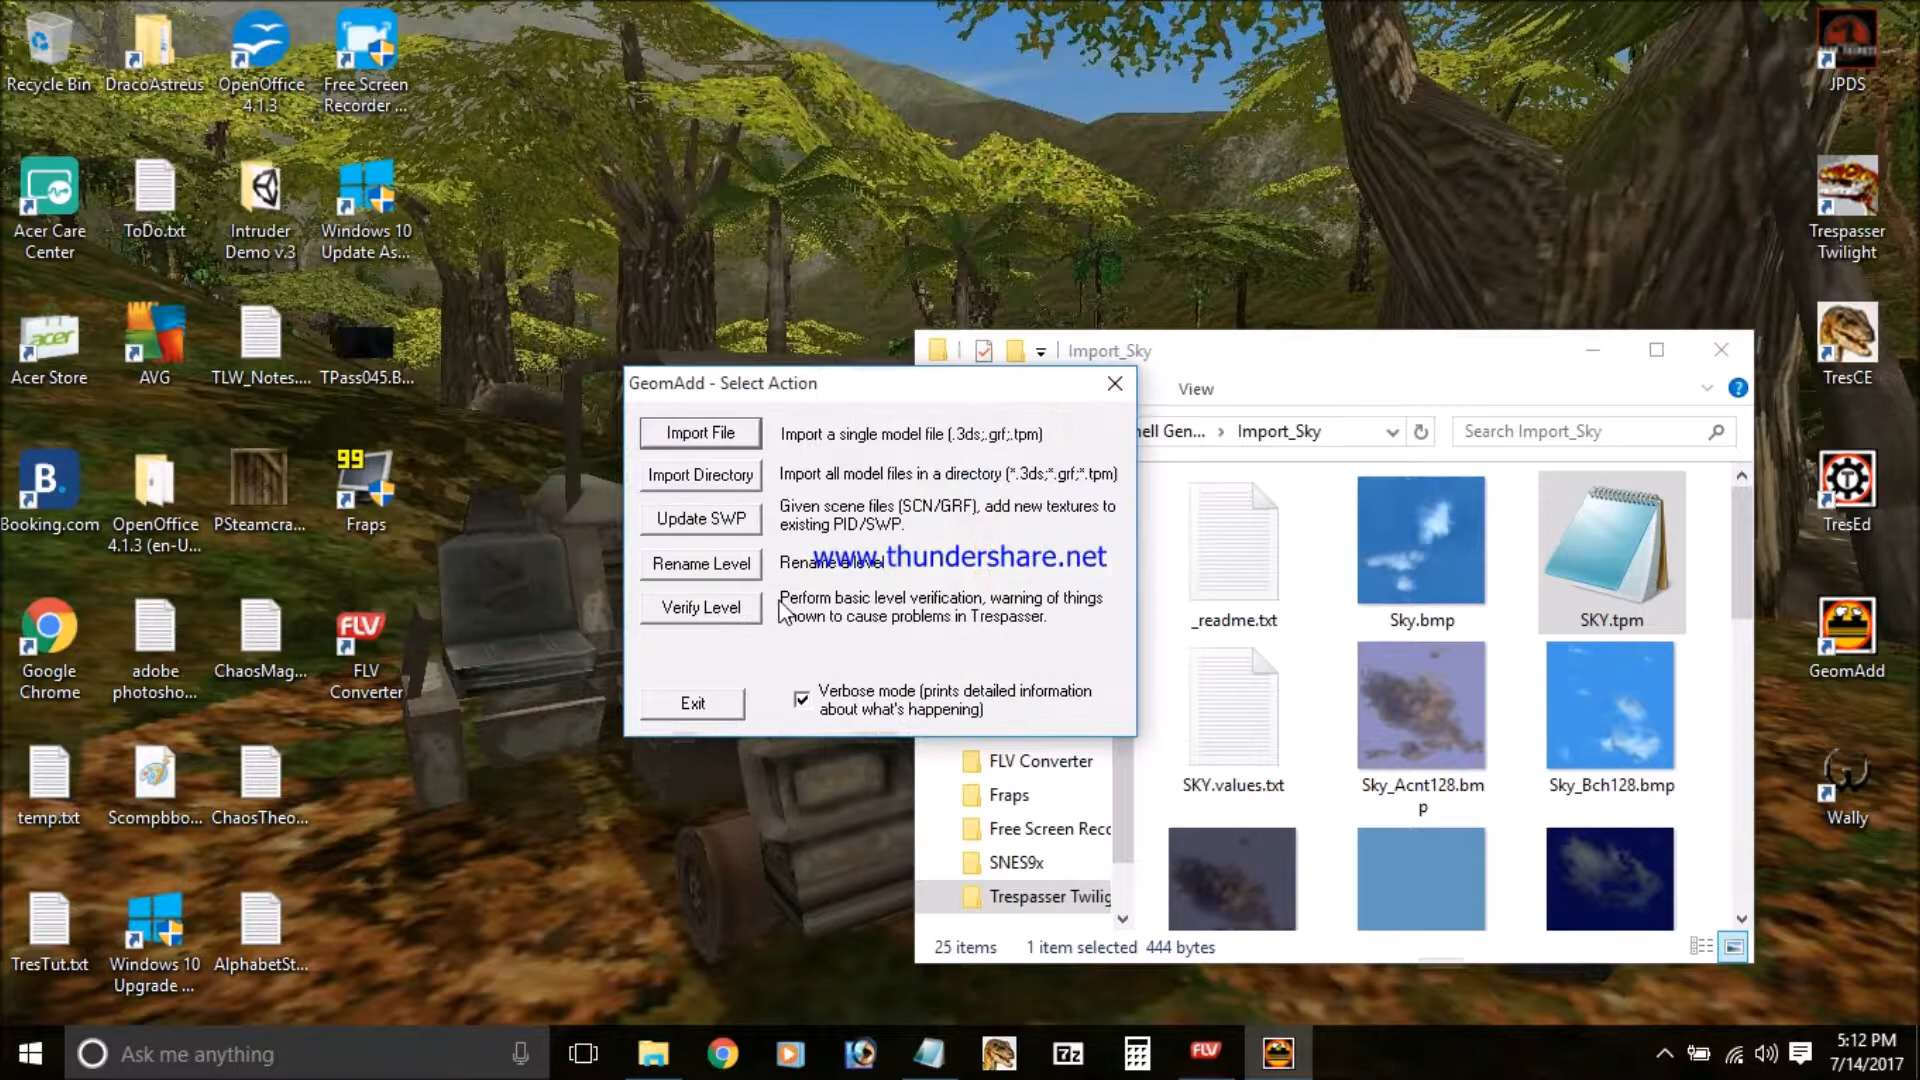 Recycle Bin
DracoAstreus
OpenOffice
4.1.3
Free Screen
Recorder ...
Acer Care
Center
ToDo.txt
Intruder
Demo v.3
Windows 10
Update As...
acer
Acer Store
AVG
TLW_Notes....
TPass045.B...
B.
Booking.com
OpenOffice
4.1.3 (en-U...
PSteamcra...
99
Fraps
Google
Chrome
adobe
photosho...
ChaosMag...
FLV
FLV
Converter
temp.txt
Scompbbo...
ChaosTheo...
TresTut.txt
Windows 10
Upgrade ...
AlphabetSt...
JPDS
Trespasser
Twilight
TresCE
TresEd
GeomAdd
Wally
GeomAdd - Select Action
Import File
Import a single model file (.3ds;.grf;.tpm)
Import Directory
Import all model files in a directory (*.3ds;*.grf;*.tpm)
Update SWP
Given scene files (SCN/GRF), add new textures to
existing PID/SWP.
Rename Level
Rename a level
www.thundershare.net
Verify Level
Perform basic level verification, warning of things
known to cause problems in Trespasser.
Exit
Verbose mode (prints detailed information
about what's happening)
Import_Sky
View
?
ell Gen...
Import_Sky
Search Import_Sky
_readme.txt
Sky.bmp
SKY.tpm
SKY.values.txt
Sky_Acnt128.bm
p
Sky_Bch128.bmp
FLV Converter
Fraps
Free Screen Reco
SNES9x
Trespasser Twilig
25 items
1 item selected 444 bytes
Ask me anything
7z
FLV
5:12 PM
7/14/2017